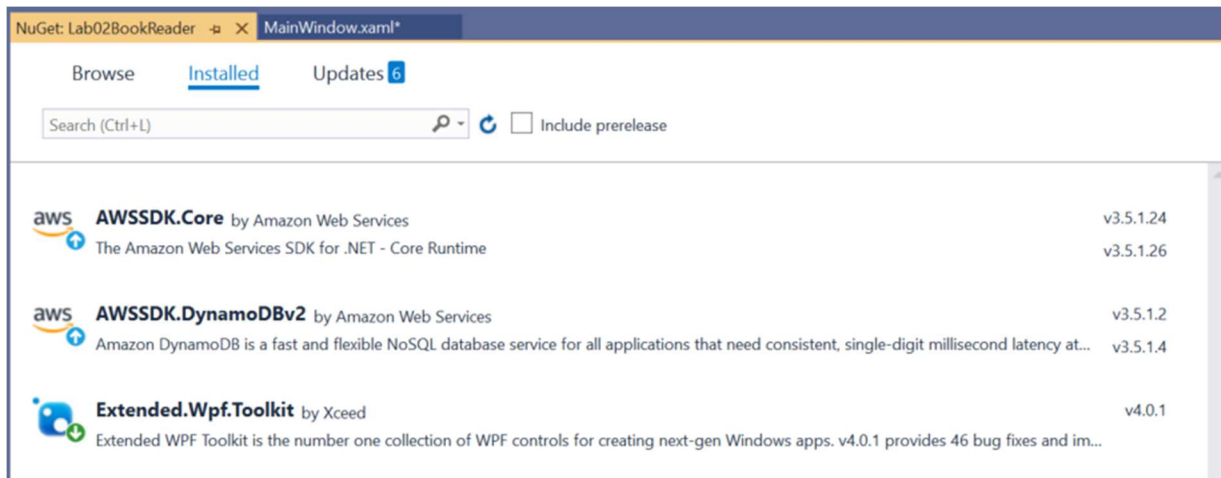 NuGet: Lab02BookReader MainWindow.xaml*
Browse Installed Updates 6
Search (Ctrl+L) Include prerelease
aws AWSSDK.Core by Amazon Web Services v3.5.1.24
The Amazon Web Services SDK for .NET - Core Runtime v3.5.1.26
aws AWSSDK.DynamoDBv2 by Amazon Web Services v3.5.1.2
Amazon DynamoDB is a fast and flexible NoSQL database service for all applications that need consistent, single-digit millisecond latency at... v3.5.1.4
Extended.Wpf.Toolkit by Xceed v4.0.1
Extended WPF Toolkit is the number one collection of WPF controls for creating next-gen Windows apps. v4.0.1 provides 46 bug fixes and im...